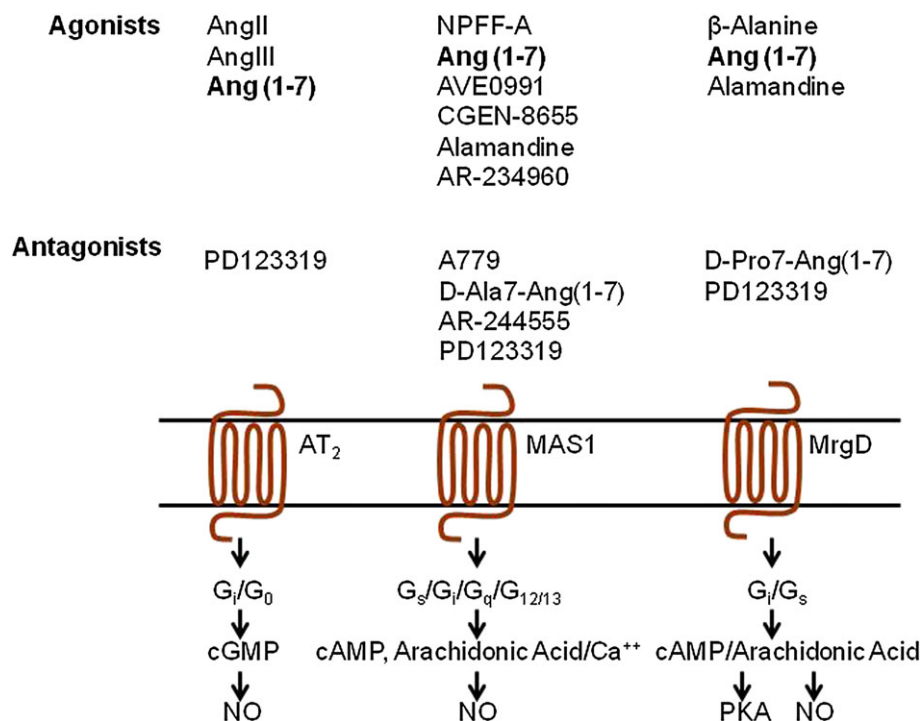 Agonists AngII NPFF-A β-Alanine
AngIII Ang (1-7) Ang (1-7)
Ang (1-7) AVE0991 Alamandine
CGEN-8655
Alamandine
AR-234960
Antagonists PD123319 A779 D-Pro7-Ang(1-7)
D-Ala7-Ang(1-7) PD123319
AR-244555
PD123319
AT₂ MAS1 MrgD
Gᵢ/G₀ Gₛ/Gᵢ/G_q/G₁₂/₁₃ Gᵢ/Gₛ
cGMP cAMP, Arachidonic Acid/Ca⁺⁺ cAMP/Arachidonic Acid
NO NO PKA NO